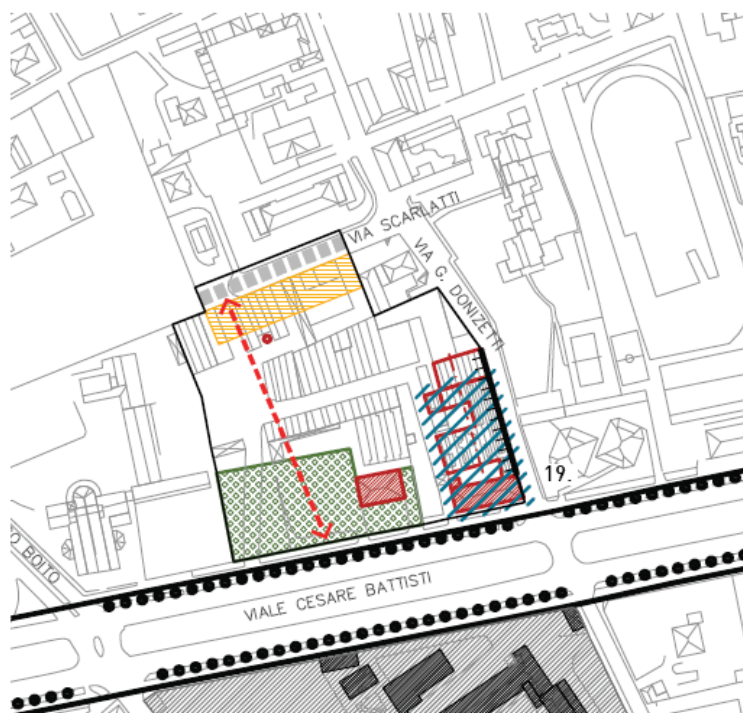 VIA SCARLATTI
VIA G. DONIZETTI
19.
O BOITO
VIALE CESARE BATTISTI